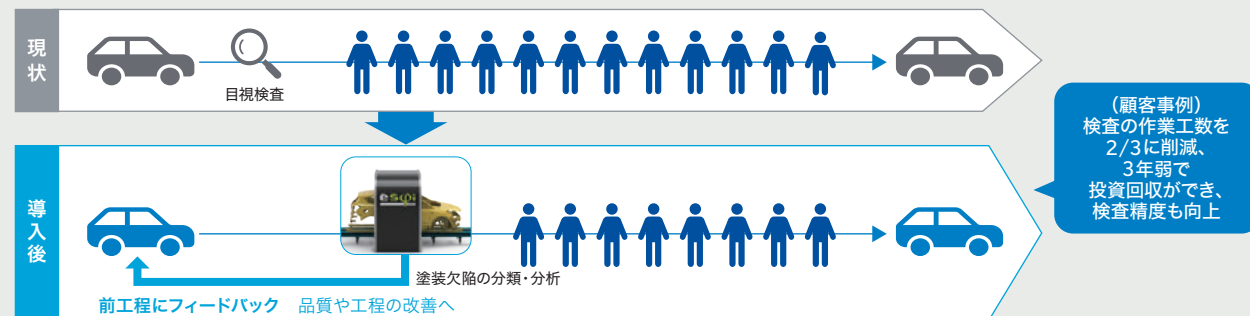 現状
目視検査
(顧客事例)
検査の作業工数を
2/3に削減、
3年弱で
投資回収ができ、
検査精度も向上
導入後
esφi
塗装欠陥の分類・分析
前工程にフィードバック 品質や工程の改善へ